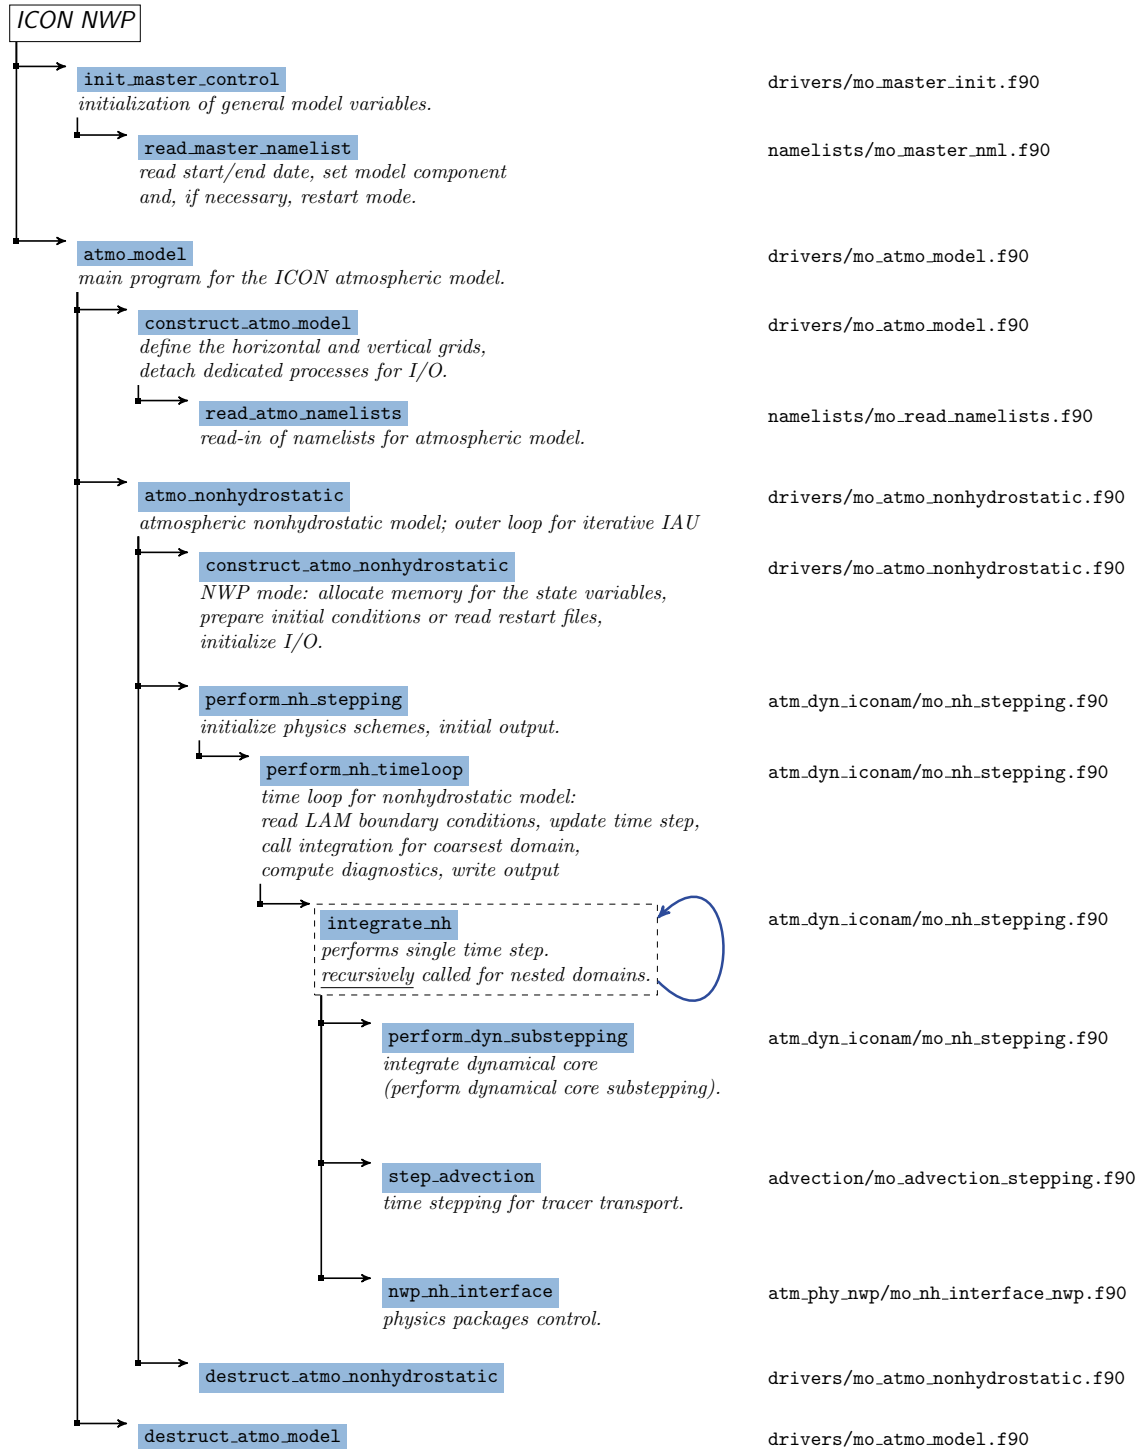 ICON NWP
init_master_control drivers/mo_master_init.f90
initialization of general model variables.
read_master_namelist namelists/mo_master_nml.f90
read start/end date, set model component
and, if necessary, restart mode.
atmo_model drivers/mo_atmo_model.f90
main program for the ICON atmospheric model.
construct_atmo_model drivers/mo_atmo_model.f90
define the horizontal and vertical grids,
detach dedicated processes for I/O.
read_atmo_namelists namelists/mo_read_namelists.f90
read-in of namelists for atmospheric model.
atmo_nonhydrostatic drivers/mo_atmo_nonhydrostatic.f90
atmospheric nonhydrostatic model; outer loop for iterative IAU
construct_atmo_nonhydrostatic drivers/mo_atmo_nonhydrostatic.f90
NWP mode: allocate memory for the state variables,
prepare initial conditions or read restart files,
initialize I/O.
perform_nh_stepping atm_dyn_iconam/mo_nh_stepping.f90
initialize physics schemes, initial output.
perform_nh_timeloop atm_dyn_iconam/mo_nh_stepping.f90
time loop for nonhydrostatic model:
read LAM boundary conditions, update time step,
call integration for coarsest domain,
compute diagnostics, write output
integrate_nh atm_dyn_iconam/mo_nh_stepping.f90
performs single time step.
recursively called for nested domains.
perform_dyn_substepping atm_dyn_iconam/mo_nh_stepping.f90
integrate dynamical core
(perform dynamical core substepping).
step_advection advection/mo_advection_stepping.f90
time stepping for tracer transport.
nwp_nh_interface atm_phy_nwp/mo_nh_interface_nwp.f90
physics packages control.
destruct_atmo_nonhydrostatic drivers/mo_atmo_nonhydrostatic.f90
destruct_atmo_model drivers/mo_atmo_model.f90